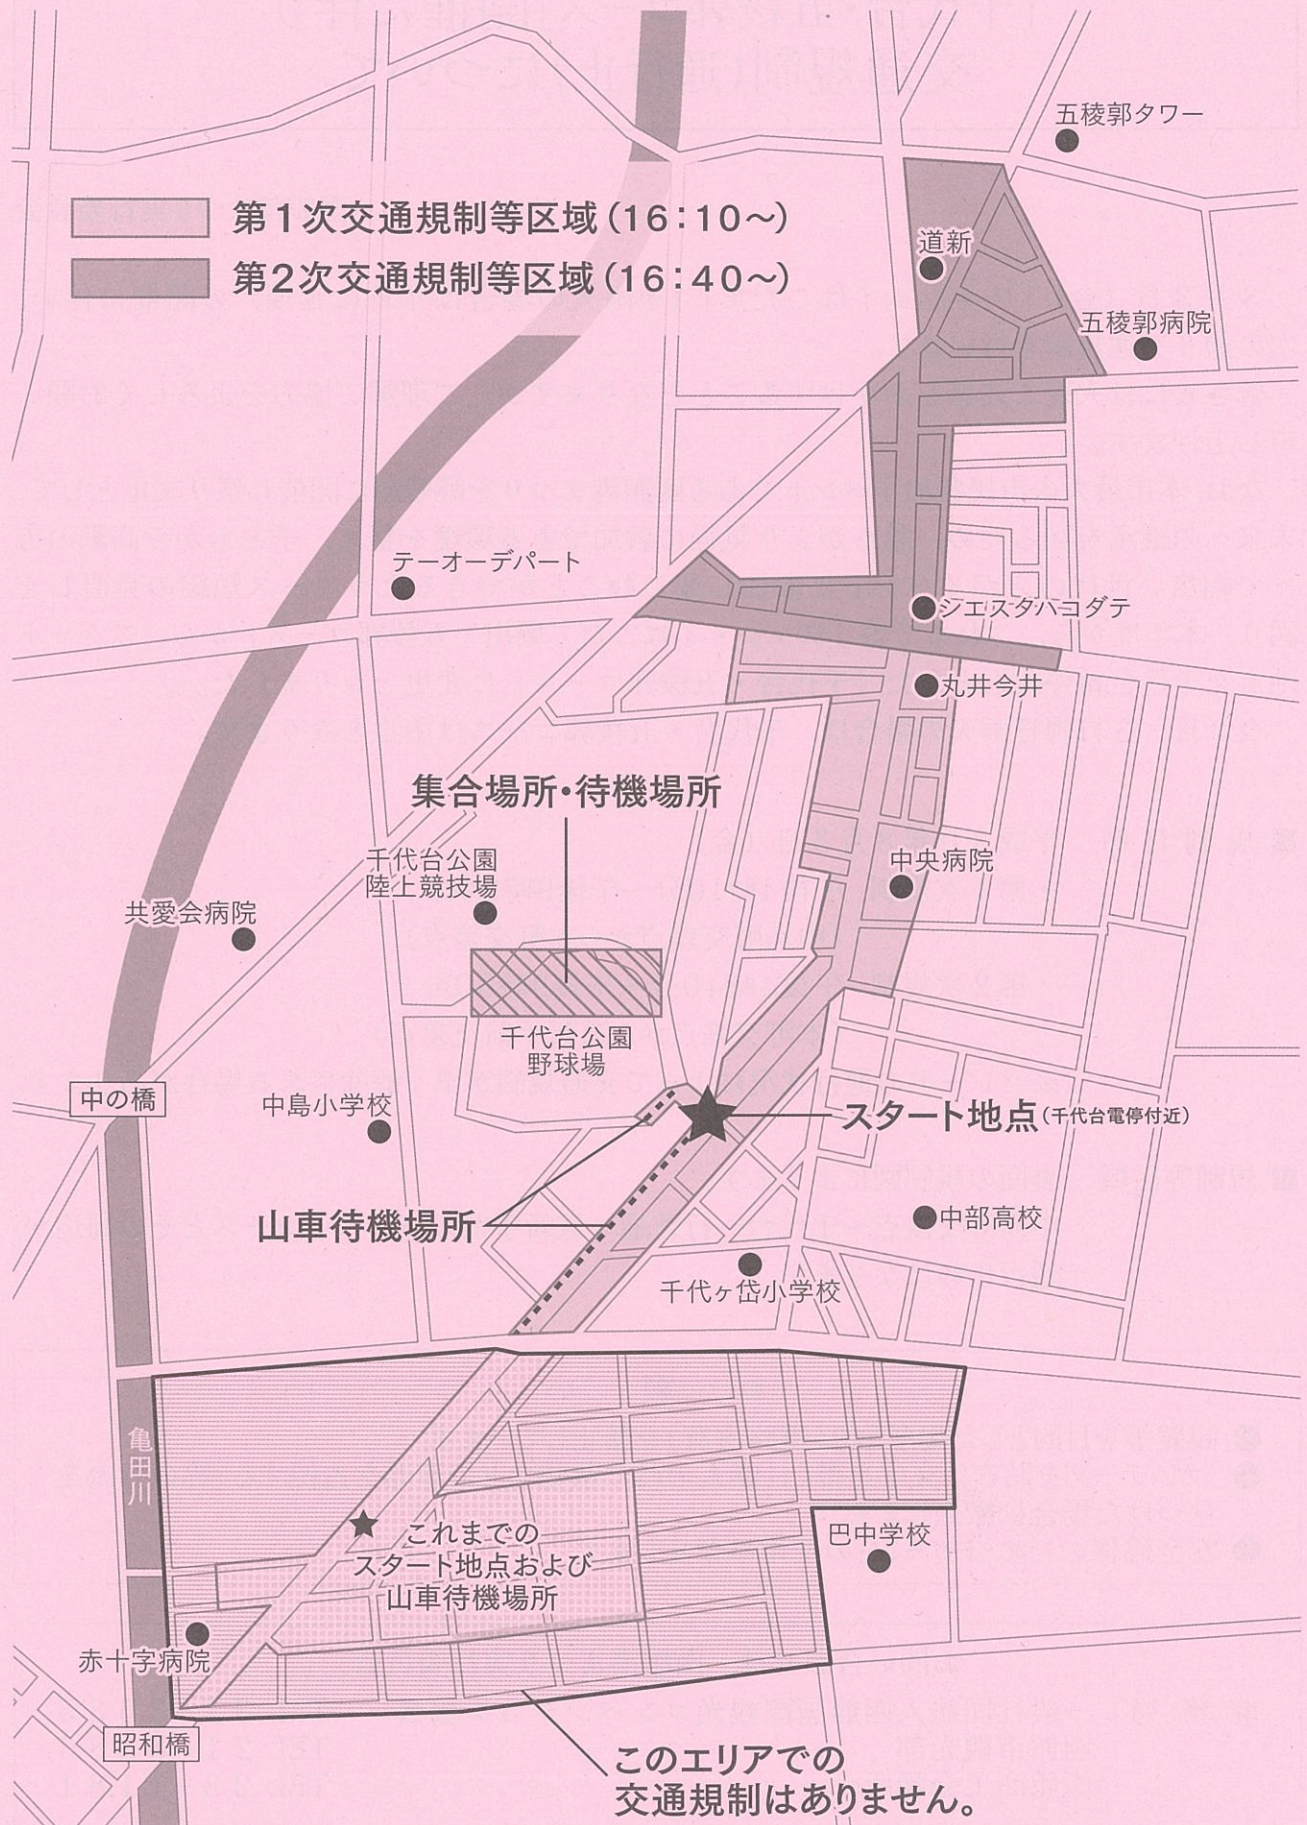 五稜郭タワー
第1次交通規制等区域(16:10〜)
道新
第2次交通規制等区域(16:40〜)
五稜郭病院
テーオーデパート
シエスタハコダテ
丸井今井
集合場所・待機場所
千代台公園
陸上競技場
中央病院
共愛会病院
千代台公園
野球場
中の橋
中島小学校
スタート地点(千代台電停付近)
山車待機場所
中部高校
千代ヶ岱小学校
亀田川
これまでの
スタート地点および
山車待機場所
巴中学校
赤十字病院
昭和橋
このエリアでの
交通規制はありません。